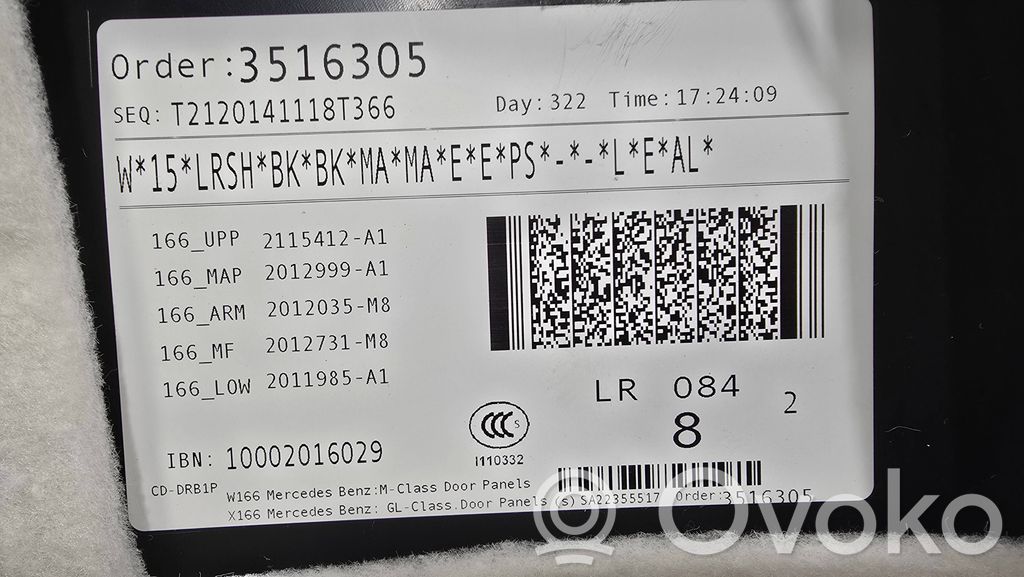 Order:3516305
SEQ: T2120141118T366 Day:322 Time:17:24:09
W*15*LRSH*BK*BK*MA*MA*E*E*PS*-*-*L*E*AL*
166_UPP 2115412-A1
166_MAP 2012999-A1
166_ARM 2012035-M8
166_MF 2012731-M8
166_LOW 2011985-A1
LR 084
8
2
CCC S
I110332
IBN: 10002016029
CD-DRB1P
W166 Mercedes Benz:M-Class Door Panels
X166 Mercedes Benz: GL-Class.Door Panels (s) SA22355517 Order:3516305
Ovoko